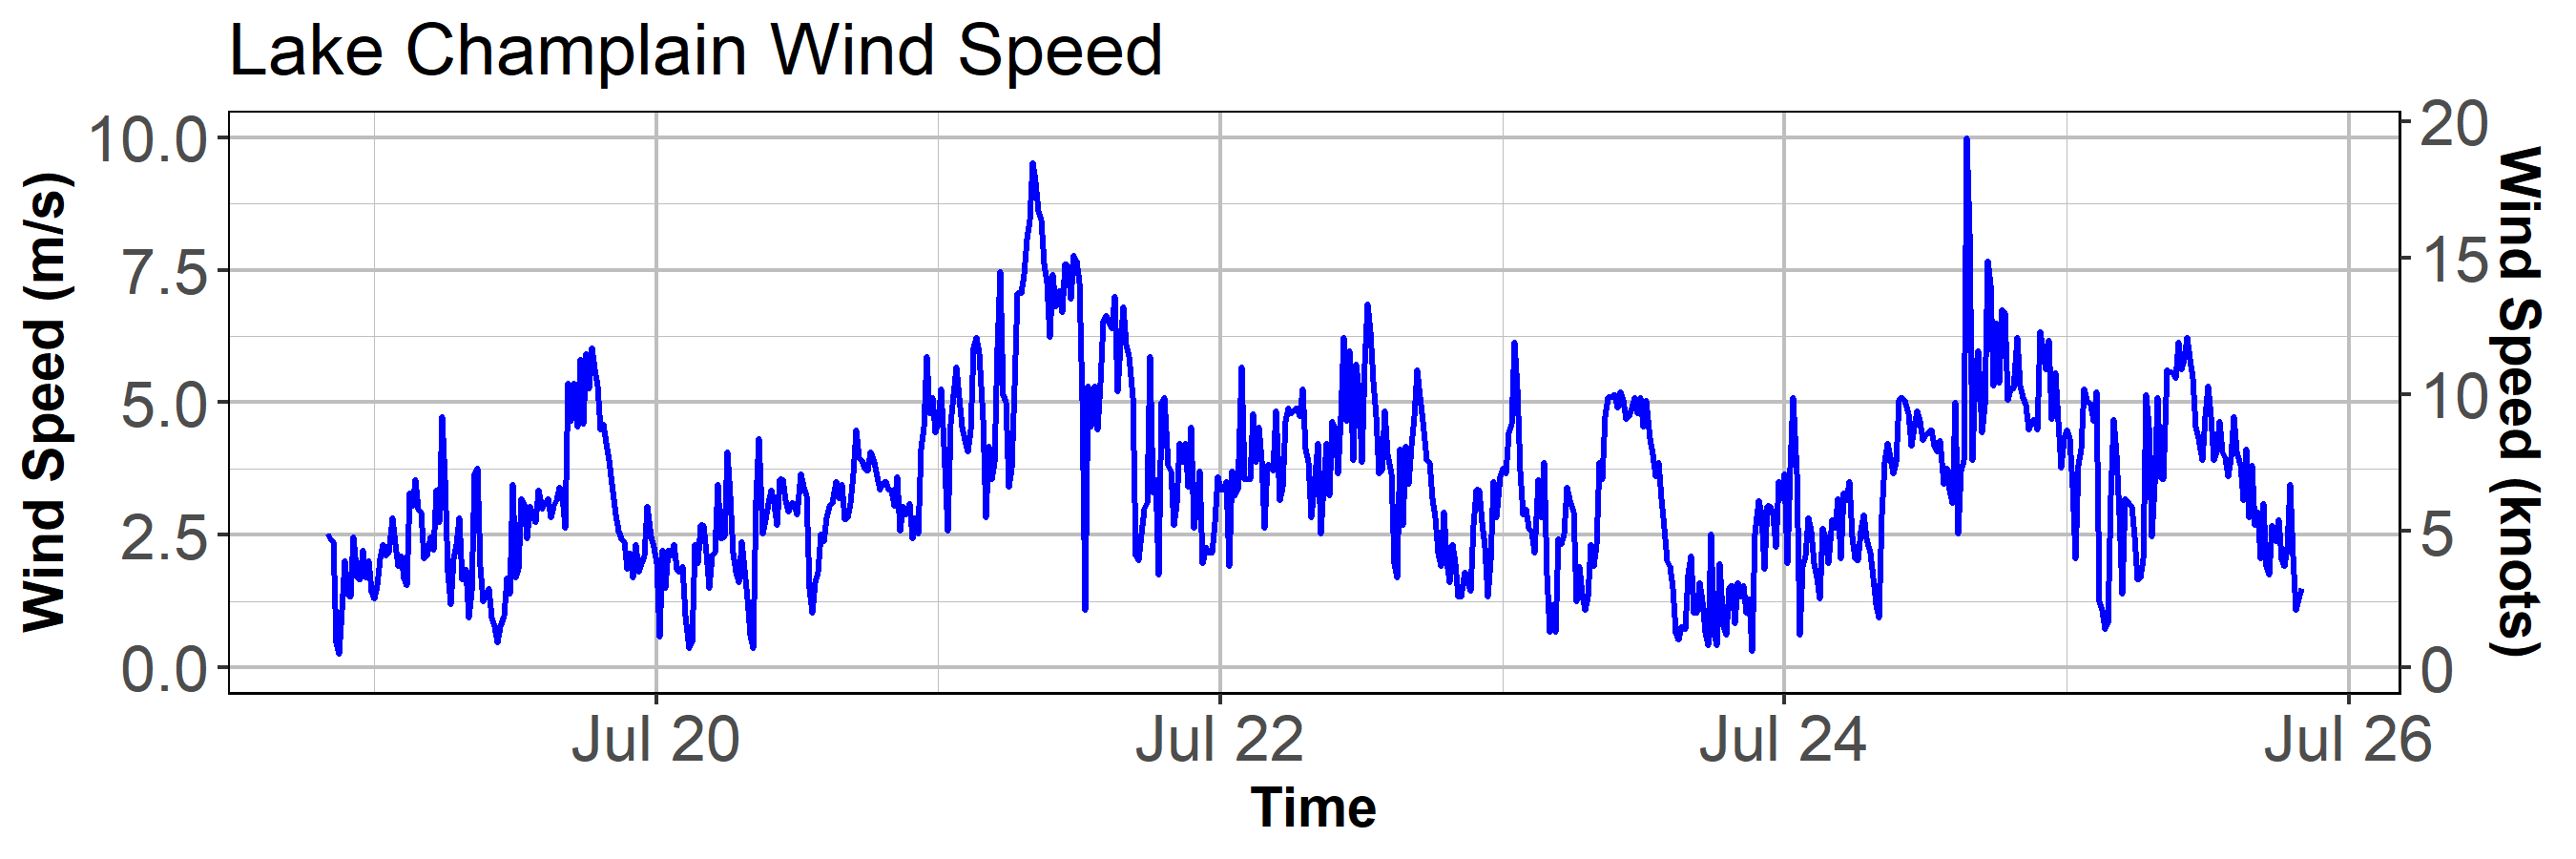 Lake Champlain Wind Speed
Wind Speed (m/s)
10.0
7.5
5.0
2.5
0.0
20
15
10
5
0
Wind Speed (knots)
Jul 20
Jul 22
Jul 24
Jul 26
Time